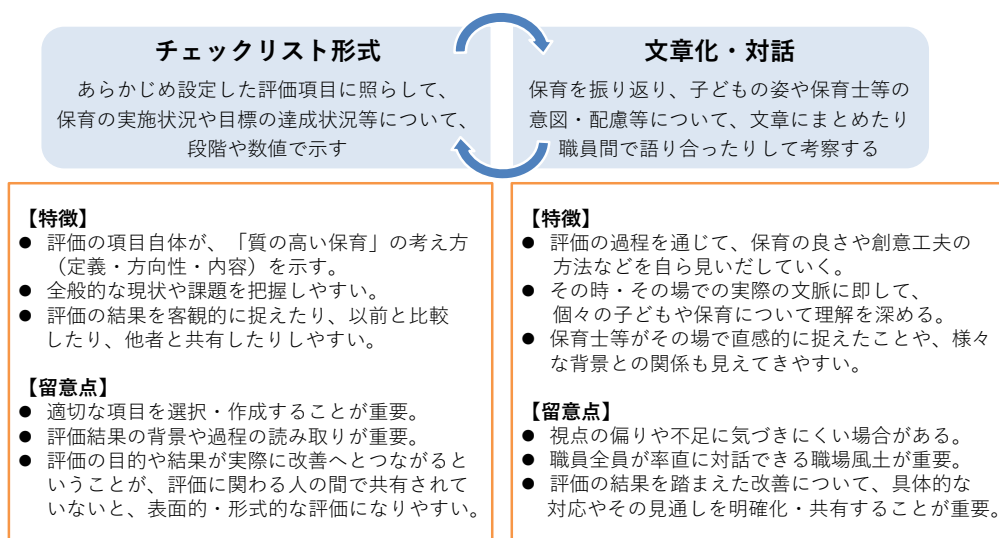 チェックリスト形式
あらかじめ設定した評価項目に照らして、
保育の実施状況や目標の達成状況等について、
段階や数値で示す
文章化・対話
保育を振り返り、子どもの姿や保育士等の
意図・配慮等について、文章にまとめたり
職員間で語り合ったりして考察する
【特徴】
● 評価の項目自体が、「質の高い保育」の考え方
（定義・方向性・内容）を示す。
● 全般的な現状や課題を把握しやすい。
● 評価の結果を客観的に捉えたり、以前と比較
したり、他者と共有したりしやすい。
【留意点】
● 適切な項目を選択・作成することが重要。
● 評価結果の背景や過程の読み取りが重要。
● 評価の目的や結果が実際に改善へとつながると
いうことが、評価に関わる人の間で共有されて
いないと、表面的・形式的な評価になりやすい。
【特徴】
● 評価の過程を通じて、保育の良さや創意工夫の
方法などを自ら見いだしていく。
● その時・その場での実際の文脈に即して、
個々の子どもや保育について理解を深める。
● 保育士等がその場で直感的に捉えたことや、様々
な背景との関係も見えてきやすい。
【留意点】
● 視点の偏りや不足に気づきにくい場合がある。
● 職員全員が率直に対話できる職場風土が重要。
● 評価の結果を踏まえた改善について、具体的な
対応やその見通しを明確化・共有することが重要。